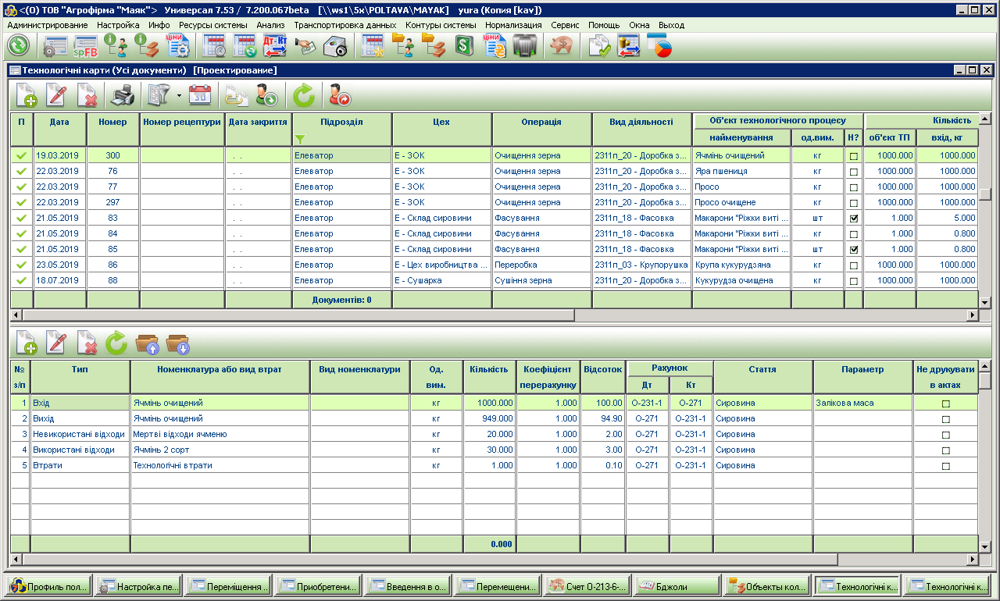 <(О) ТОВ "Агрофірма "Маяк"> Универсал 7.53 / 7.200.067beta [\\ws1\5x\POLTAVA\MAYAK] yura (Копия [kav])
Администрирование Настройка Инфо Ресурсы системы Анализ Транспортировка данных Контуры системы Нормализация Сервис Помощь Окна Выход
Технологічні карти (Усі документи) [Проектирование]
П Дата Номер Номер рецептури Дата закриття Підрозділ Цех Операція Вид діяльності Об'єкт технологічного процесу Кількість
найменування од.вим. Н? об'єкт ТП вхід, кг
19.03.2019 300 . . Елеватор Е - ЗОК Очищення зерна 2311п_20 - Доробка з... Ячмінь очищений кг 1000.000 1000.000
22.03.2019 76 . . Елеватор Е - ЗОК Очищення зерна 2311п_20 - Доробка з... Яра пшениця кг 1000.000 1000.000
22.03.2019 77 . . Елеватор Е - ЗОК Очищення зерна 2311п_20 - Доробка з... Просо кг 1000.000 1000.000
22.03.2019 297 . . Елеватор Е - ЗОК Очищення зерна 2311п_20 - Доробка з... Просо очищене кг 1000.000 1000.000
21.05.2019 83 . . Елеватор Е - Склад сировини Фасування 2311п_18 - Фасовка Макарони "Ріжки виті ... шт 1.000 5.000
21.05.2019 84 . . Елеватор Е - Склад сировини Фасування 2311п_18 - Фасовка Макарони "Ріжки виті ... кг 1.000 0.800
21.05.2019 85 . . Елеватор Е - Склад сировини Фасування 2311п_18 - Фасовка Макарони "Ріжки виті ... шт 1.000 0.800
23.05.2019 86 . . Елеватор Е - Цех виробництва ... Переробка 2311п_03 - Крупорушка Крупа кукурудзяна кг 1000.000 1000.000
18.07.2019 88 . . Елеватор Е - Сушарка Сушіння зерна 2311п_20 - Доробка з... Кукурудза очищена кг 1000.000 1000.000
Документів: 0
№ Тип Номенклатура або вид втрат Вид номенклатури Од. Кількість Коефіцієнт Відсоток Рахунок Стаття Параметр Не друкувати
з/п вим. перерахунку Дт Кт в актах
1 Вхід Ячмінь очищений кг 1000.000 1.000 100.00 О-231-1 О-271 Сировина Залікова маса
2 Вихід Ячмінь очищений кг 949.000 1.000 94.90 О-271 О-231-1 Сировина
3 Невикористані відходи Мертві відходи ячменю кг 20.000 1.000 2.00 О-271 О-231-1 Сировина
4 Використані відходи Ячмінь 2 сорт кг 30.000 1.000 3.00 О-271 О-231-1 Сировина
5 Втрати Технологічні втрати кг 1.000 1.000 0.10 О-271 О-231-1 Сировина
0.000
Профиль пол... Настройка пе... Переміщення ... Приобретени... Введення в о... Перемещени... Счет О-213-6-... Бджоли Объекты кол... Технологічні к... Технологічні к...